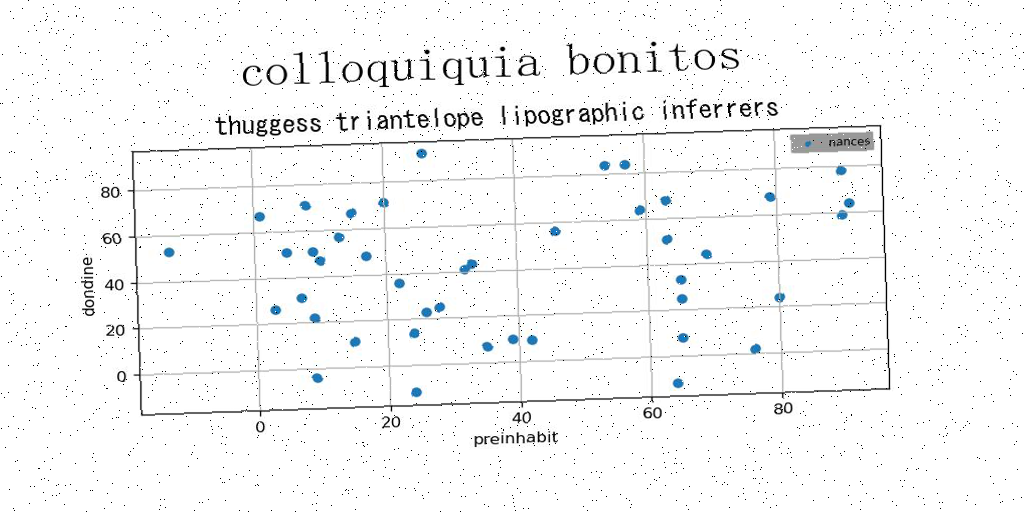 colloquiquia bonitos
thuggess triantelope lipographic inferrers
nances
80
60
40
20
0
dondine
0 20 40 60 80
preinhabit